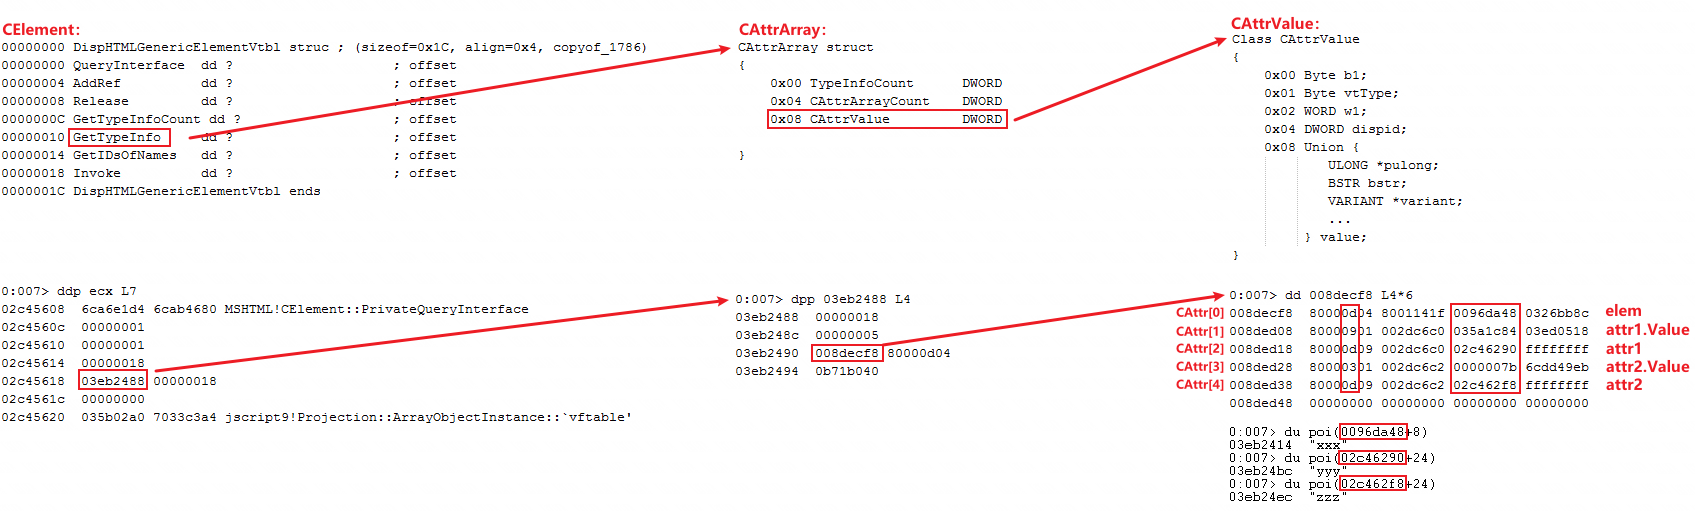 CElement:
00000000 DispHTMLGenericElementVtbl struc ; (sizeof=0x1C, align=0x4, copyof_1786)
00000000 QueryInterface dd ? ; offset
00000004 AddRef dd ? ; offset
00000008 Release dd ? ; offset
0000000C GetTypeInfoCount dd ? ; offset
00000010 GetTypeInfo dd ? ; offset
00000014 GetIDsOfNames dd ? ; offset
00000018 Invoke dd ? ; offset
0000001C DispHTMLGenericElementVtbl ends
CAttrArray:
CAttrArray struct
{
0x00 TypeInfoCount DWORD
0x04 CAttrArrayCount DWORD
0x08 CAttrValue DWORD
}
CAttrValue:
Class CAttrValue
{
0x00 Byte b1;
0x01 Byte vtType;
0x02 WORD w1;
0x04 DWORD dispid;
0x08 Union {
ULONG *pulong;
BSTR bstr;
VARIANT *variant;
...
} value;
}
0:007> ddp ecx L7
02c45608 6ca6e1d4 6cab4680 MSHTML!CElement::PrivateQueryInterface
02c4560c 00000001
02c45610 00000001
02c45614 00000018
02c45618 03eb2488 00000018
02c4561c 00000000
02c45620 035b02a0 7033c3a4 jscript9!Projection::ArrayObjectInstance::`vftable'
0:007> dpp 03eb2488 L4
03eb2488 00000018
03eb248c 00000005
03eb2490 008decf8 80000d04
03eb2494 0b71b040
0:007> dd 008decf8 L4*6
CAttr[0] 008decf8 80000d04 8001141f 0096da48 0326bb8c elem
CAttr[1] 008ded08 80000901 002dc6c0 035a1c84 03ed0518 attr1.Value
CAttr[2] 008ded18 80000d09 002dc6c0 02c46290 ffffffff attr1
CAttr[3] 008ded28 80000301 002dc6c2 0000007b 6cdd49eb attr2.Value
CAttr[4] 008ded38 80000d09 002dc6c2 02c462f8 ffffffff attr2
008ded48 00000000 00000000 00000000 00000000
0:007> du poi(0096da48+8)
03eb2414 "xxx"
0:007> du poi(02c46290+24)
03eb24bc "yyy"
0:007> du poi(02c462f8+24)
03eb24ec "zzz"